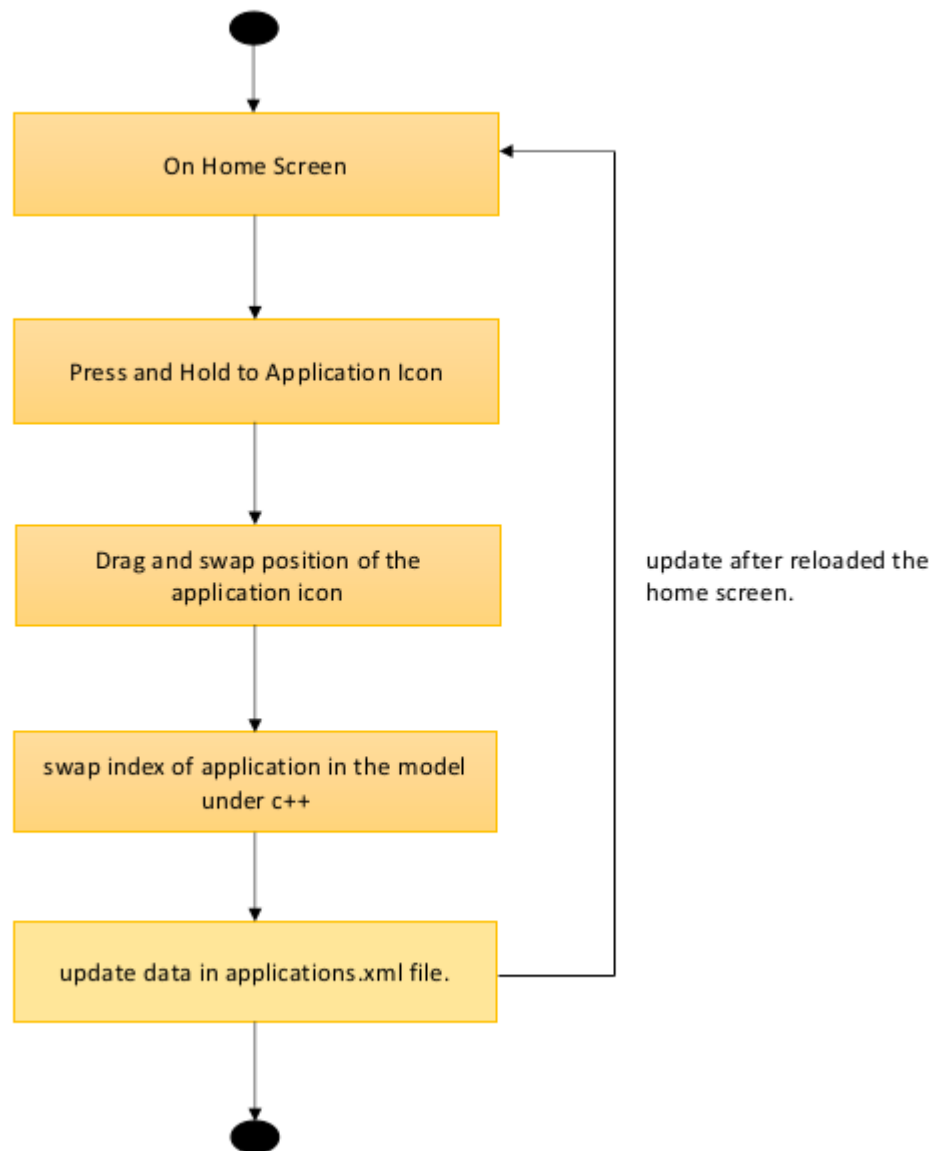 On Home Screen
Press and Hold to Application Icon
Drag and swap position of the
application icon
update after reloaded the
home screen.
swap index of application in the model
under c++
update data in applications.xml file.